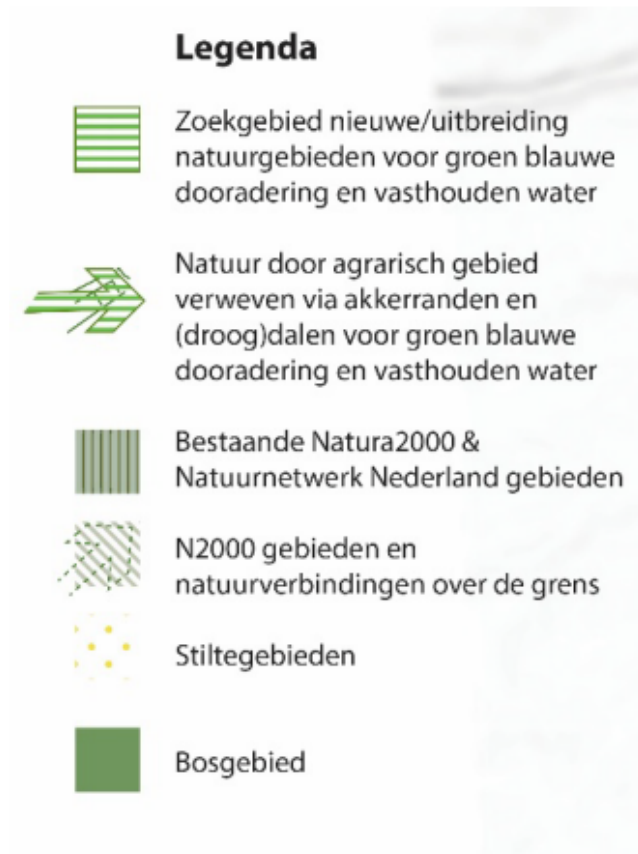 Legenda
Zoekgebied nieuwe/uitbreiding
natuurgebieden voor groen blauwe
dooradering en vasthouden water
Natuur door agrarisch gebied
verweven via akkerranden en
(droog)dalen voor groen blauwe
dooradering en vasthouden water
Bestaande Natura2000 &
Natuurnetwerk Nederland gebieden
N2000 gebieden en
natuurverbindingen over de grens
Stiltegebieden
Bosgebied